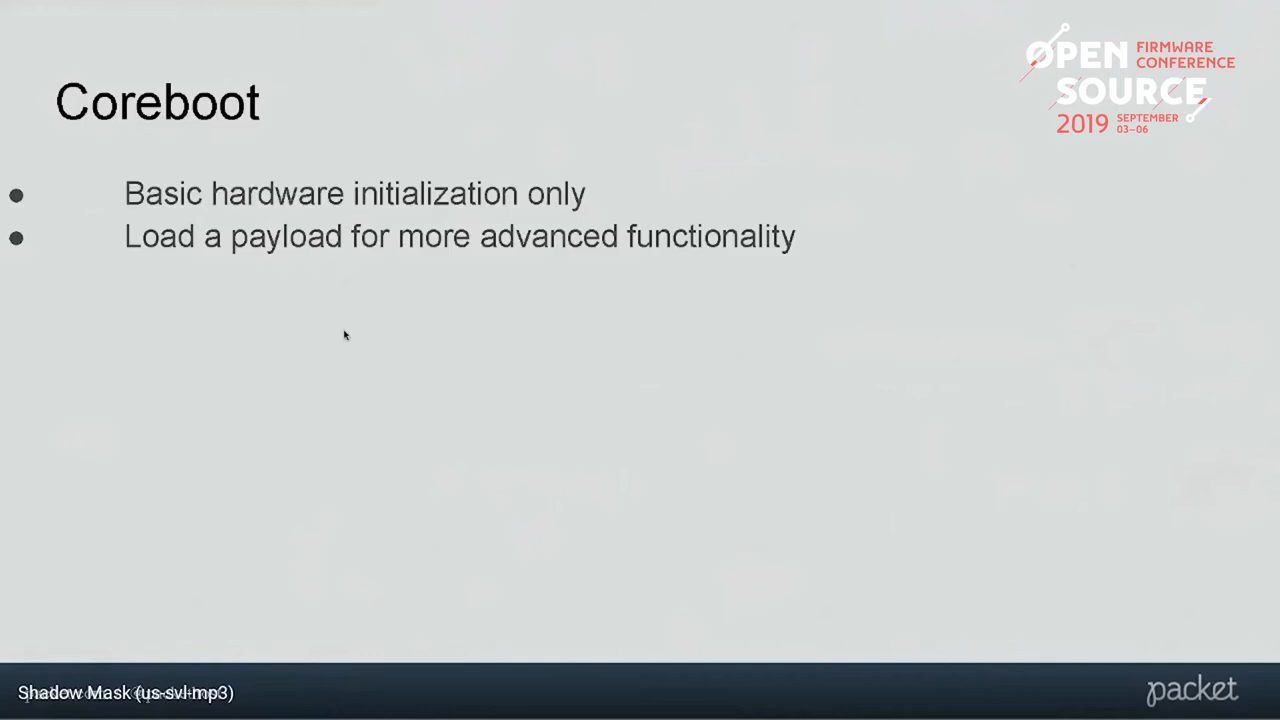 OPEN
FIRMWARE
CONFERENCE
SOURCE
2019
SEPTEMBER
03–06
Coreboot
● Basic hardware initialization only
● Load a payload for more advanced functionality
Shadow Mask (us-svl-mp3)
packet